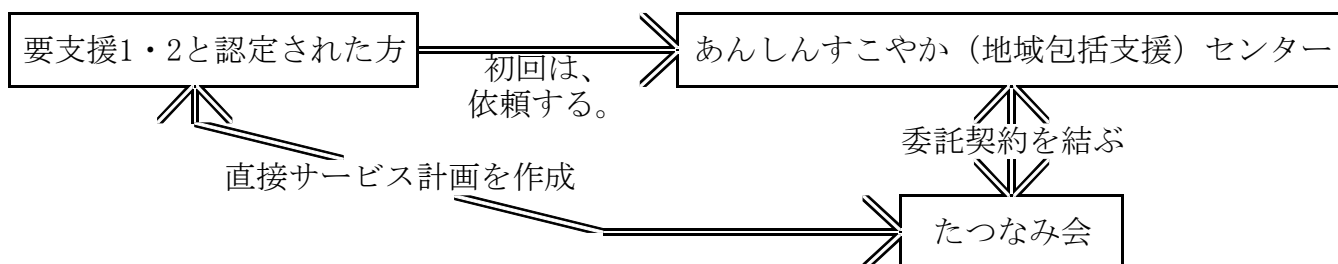 要支援1・2と認定された方
初回は、
依頼する。
あんしんすこやか（地域包括支援）センター
委託契約を結ぶ
直接サービス計画を作成
たつなみ会